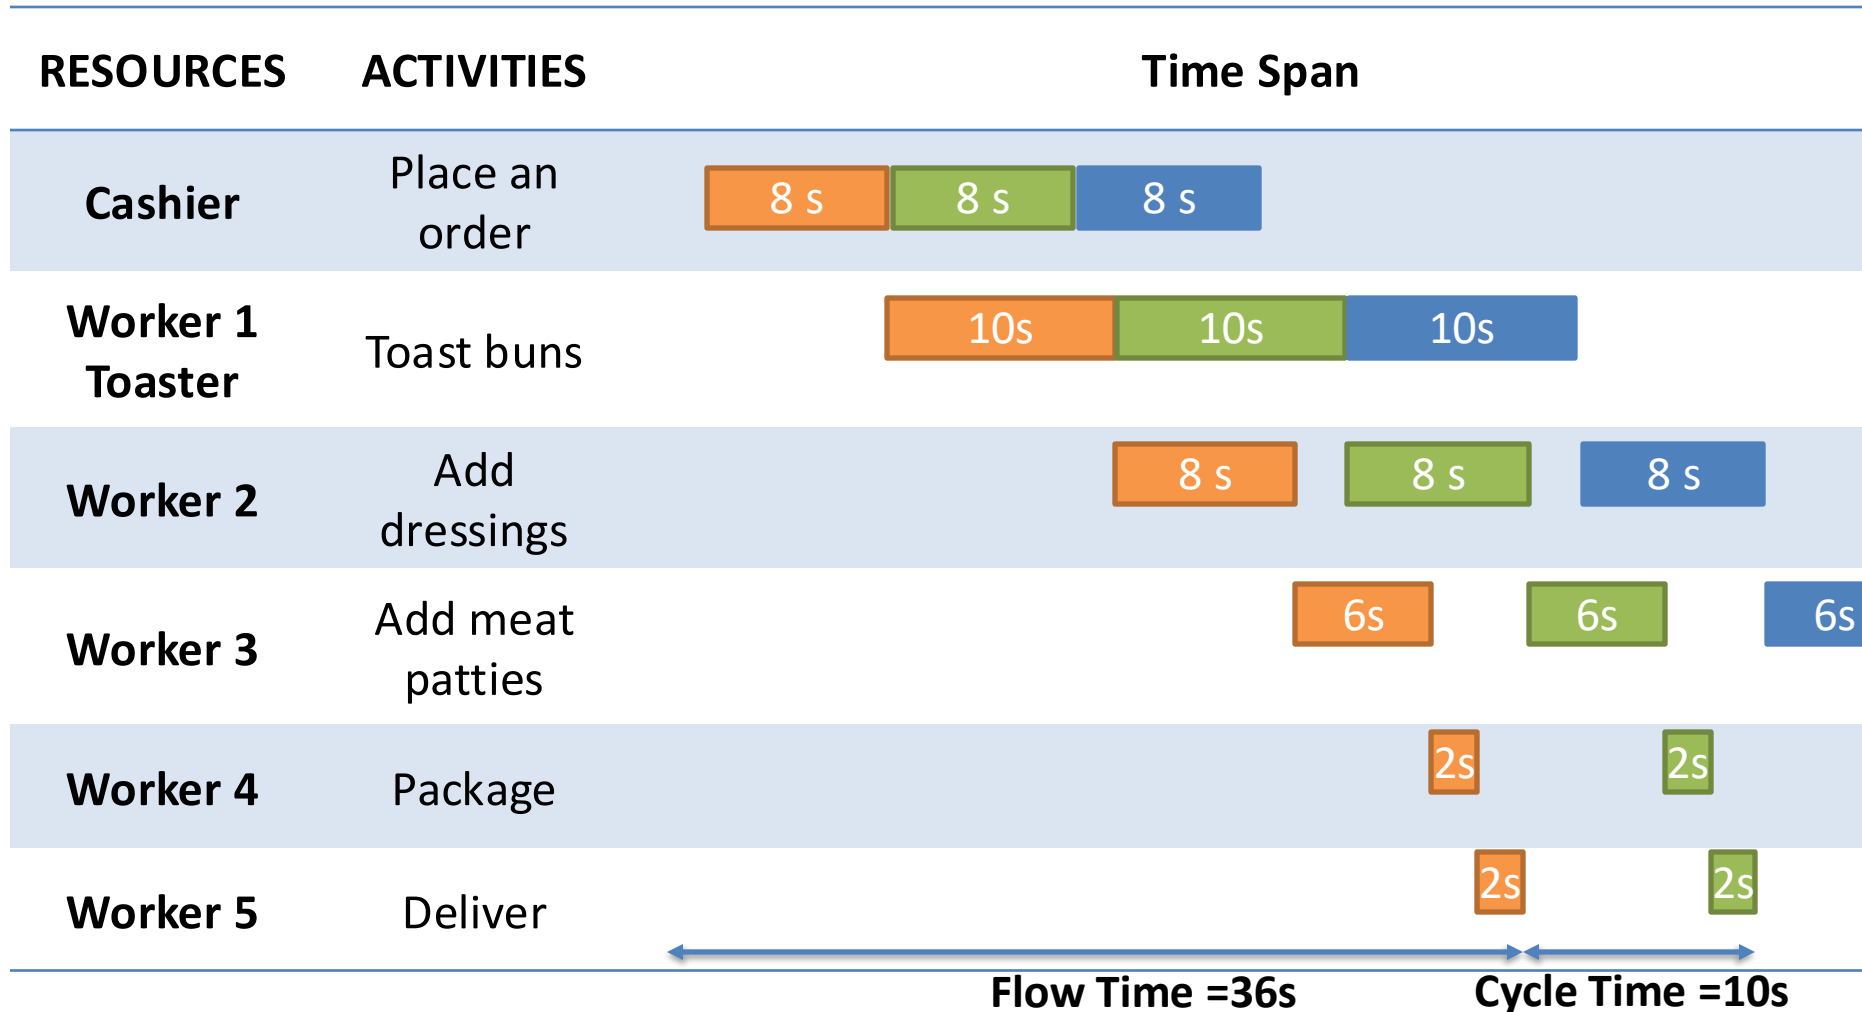 RESOURCES ACTIVITIES Time Span
Cashier
Place an
order
8 s 8 s 8 s
Worker 1
Toaster
Toast buns
10s 10s 10s
Worker 2
Add
dressings
8 s 8 s 8 s
Worker 3
Add meat
patties
6s 6s 6s
Worker 4
Package
2s 2s
Worker 5
Deliver
2s 2s
Flow Time =36s Cycle Time =10s